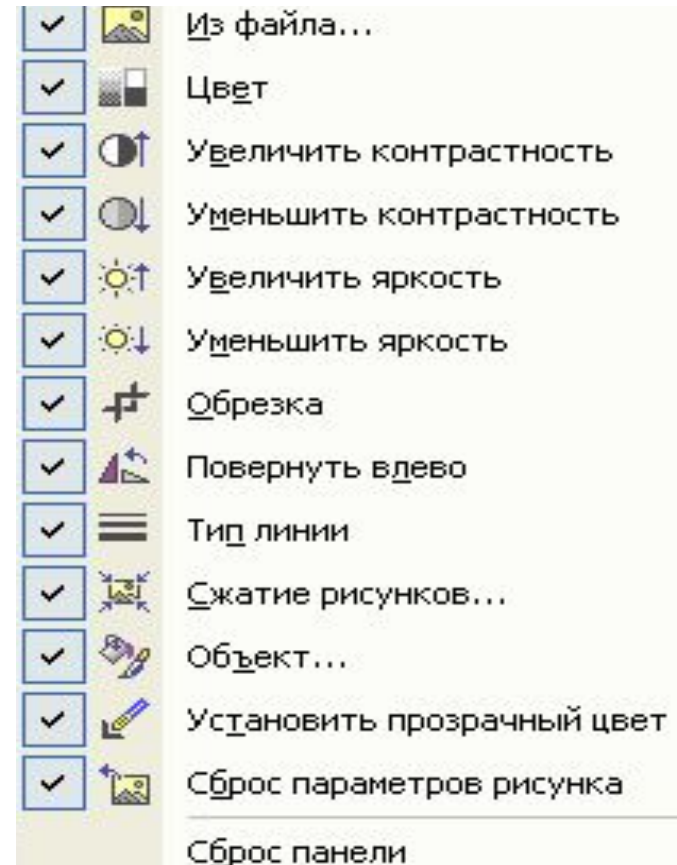 Из файла...
Цвет
Увеличить контрастность
Уменьшить контрастность
Увеличить яркость
Уменьшить яркость
Обрезка
Повернуть влево
Тип линии
Сжатие рисунков...
Объект...
Установить прозрачный цвет
Сброс параметров рисунка
Сброс панели